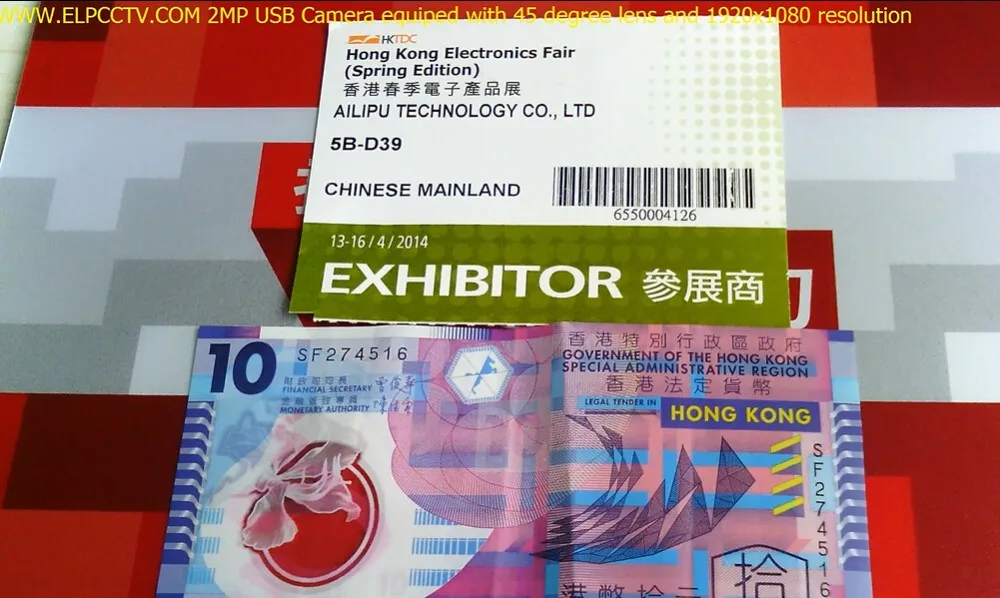 WWW.ELPCCTV.COM 2MP USB Camera equiped with 45 degree lens and 1920x1080 resolution
HKTDC
Hong Kong Electronics Fair
(Spring Edition)
香港春季電子產品展
AILIPU TECHNOLOGY CO., LTD
5B-D39
CHINESE MAINLAND
6550004126
13-16 / 4 / 2014
EXHIBITOR 參展商
10 SF274516
財政司司長
FINANCIAL SECRETARY
金融管理專員
MONETARY AUTHORITY
香港特別行政區政府
GOVERNMENT OF THE HONG KONG
SPECIAL ADMINISTRATIVE REGION
香港法定貨幣
LEGAL TENDER IN HONG KONG
SF274516
港幣拾元
拾